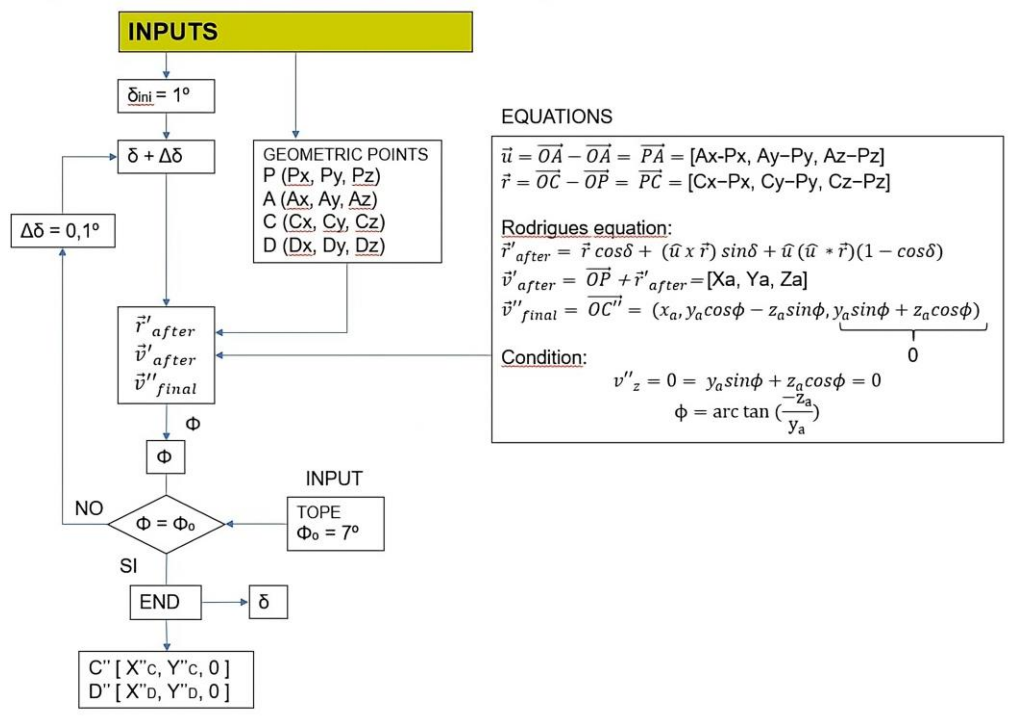 INPUTS
δini = 1º
δ + Δδ
Δδ = 0,1º
GEOMETRIC POINTS
P (Px, Py, Pz)
A (Ax, Ay, Az)
C (Cx, Cy, Cz)
D (Dx, Dy, Dz)
r⃗'after
v⃗'after
v⃗''final
Φ
Φ
INPUT
TOPE
Φₒ = 7º
NO
Φ = Φₒ
SI
END
δ
C'' [ X''C, Y''C, 0 ]
D'' [ X''D, Y''D, 0 ]
EQUATIONS
u⃗ = OA⃗ − OA⃗ = PA⃗ = [Ax-Px, Ay−Py, Az−Pz]
r⃗ = OC⃗ − OP⃗ = PC⃗ = [Cx−Px, Cy−Py, Cz−Pz]
Rodrigues equation:
r⃗'after = r⃗ cosδ + (û x r⃗) sinδ + û (û * r⃗)(1 − cosδ)
v⃗'after = OP⃗ + r⃗'after = [Xa, Ya, Za]
v⃗''final = OC''⃗ = (xₐ, yₐcosϕ − zₐsinϕ, yₐsinϕ + zₐcosϕ)
0
Condition:
v''z = 0 = yₐsinϕ + zₐcosϕ = 0
ϕ = arc tan (−zₐ/yₐ)